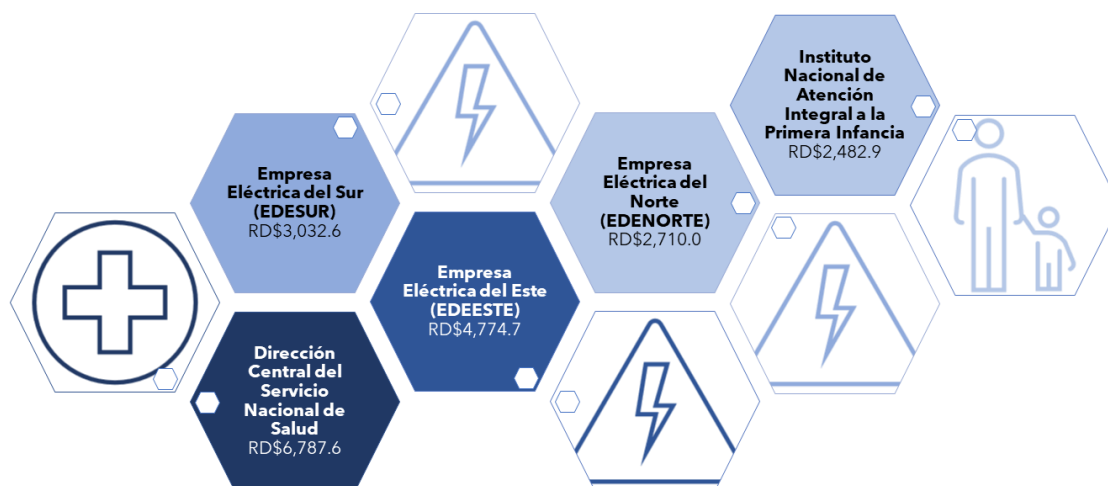 Instituto
Nacional de
Atención
Integral a la
Primera Infancia
RD$2,482.9
Empresa
Eléctrica del Sur
(EDESUR)
RD$3,032.6
Empresa
Eléctrica del
Norte
(EDENORTE)
RD$2,710.0
Empresa
Eléctrica del Este
(EDEESTE)
RD$4,774.7
Dirección
Central del
Servicio
Nacional de
Salud
RD$6,787.6